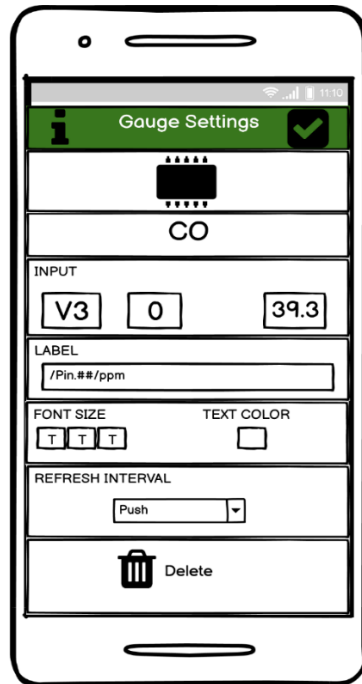 11:10
Gauge Settings
CO
INPUT
V3 0 39.3
LABEL
/Pin.##/ppm
FONT SIZE TEXT COLOR
T T T
REFRESH INTERVAL
Push
Delete